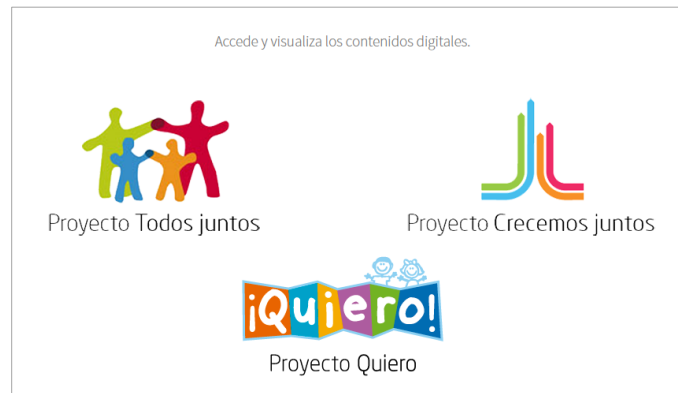 Accede y visualiza los contenidos digitales.
Proyecto Todos juntos
Proyecto Crecemos juntos
¡Quiero!
Proyecto Quiero